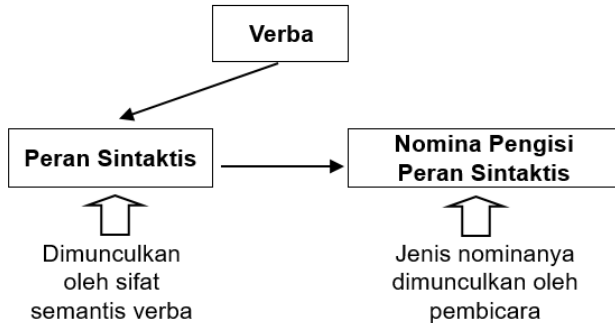 Verba
Peran Sintaktis
Nomina Pengisi
Peran Sintaktis
Dimunculkan
oleh sifat
semantis verba
Jenis nominanya
dimunculkan oleh
pembicara